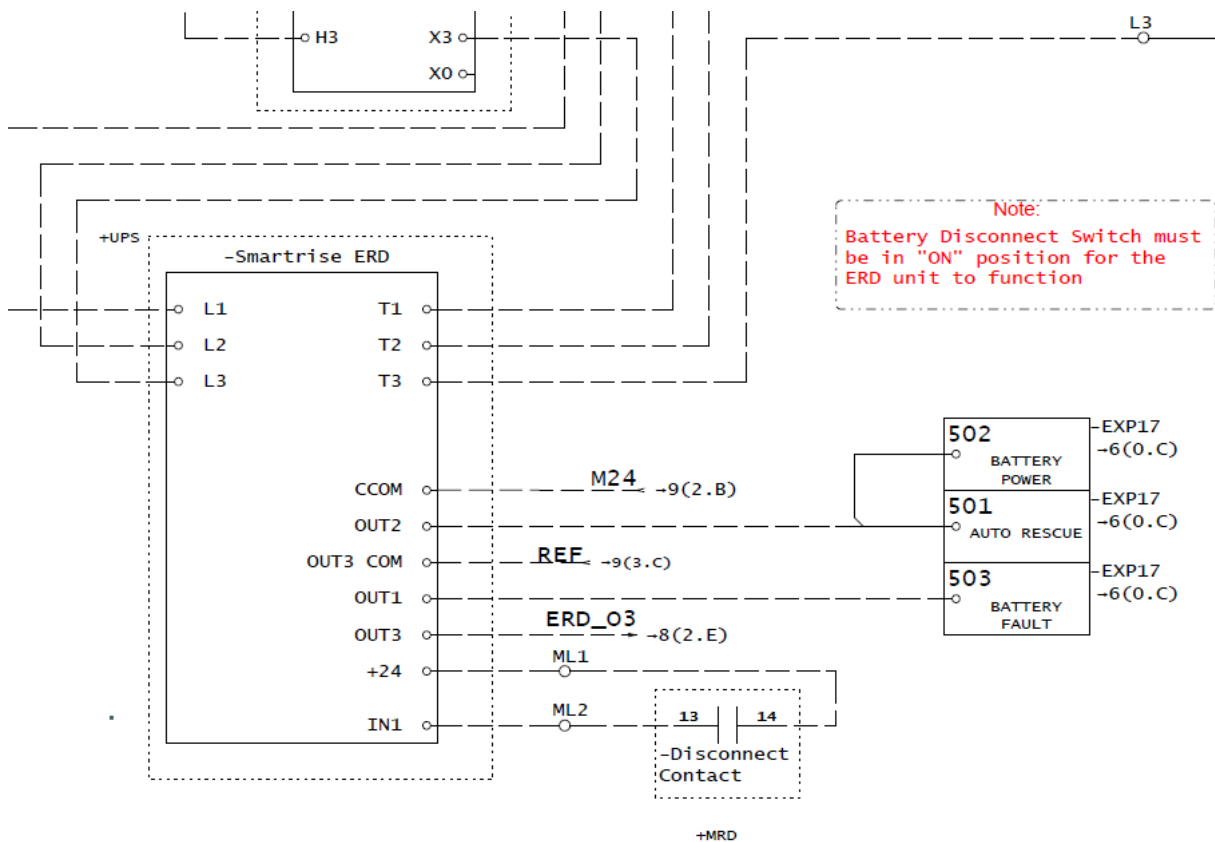 L3
H3
X3
X0
Note:
Battery Disconnect Switch must
be in "ON" position for the
ERD unit to function
+UPS
-Smartrise ERD
L1
T1
L2
T2
L3
T3
502
BATTERY
POWER
-EXP17
→6(0.C)
CCOM
M24
→9(2.B)
501
AUTO RESCUE
-EXP17
→6(0.C)
OUT2
OUT3 COM
REF
→9(3.C)
503
BATTERY
FAULT
-EXP17
→6(0.C)
OUT1
OUT3
ERD_O3
→8(2.E)
+24
ML1
IN1
ML2
13
14
-Disconnect
Contact
+MRD